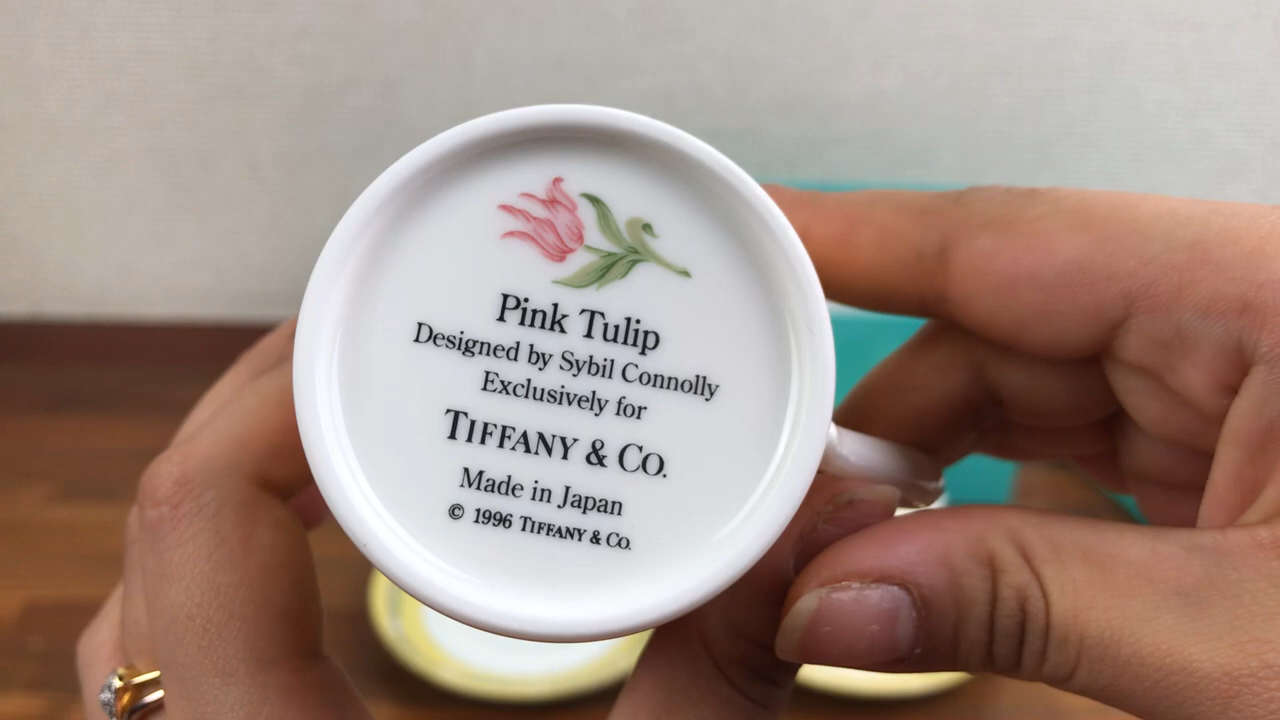 Pink Tulip
Designed by Sybil Connolly
Exclusively for
TIFFANY & CO.
Made in Japan
© 1996 TIFFANY & CO.